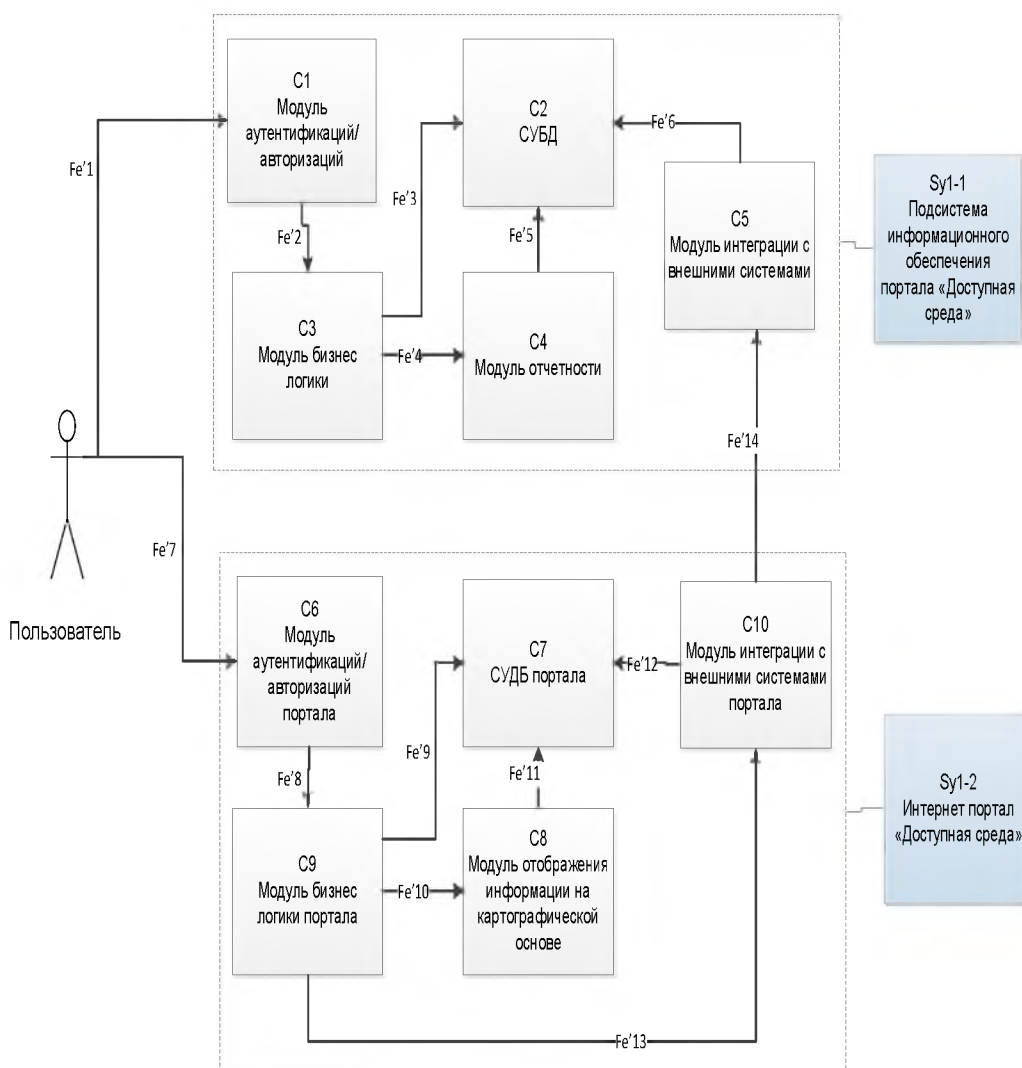 C1
Модуль
аутентификаций/
авторизаций
C2
СУБД
Fe'6
Fe'1
Fe'3
Fe'2
Fe'5
C5
Модуль интеграции с
внешними системами
Sy1-1
Подсистема
информационного
обеспечения
портала «Доступная
среда»
C3
Модуль бизнес
логики
Fe'4
C4
Модуль отчетности
Fe'14
Fe'7
Пользователь
C6
Модуль
аутентификаций/
авторизаций
портала
C7
СУДБ портала
Fe'12
C10
Модуль интеграции с
внешними системами
портала
Fe'9
Fe'8
Fe'11
Sy1-2
Интернет портал
«Доступная среда»
C9
Модуль бизнес
логики портала
Fe'10
C8
Модуль отображения
информации на
картографической
основе
Fe'13